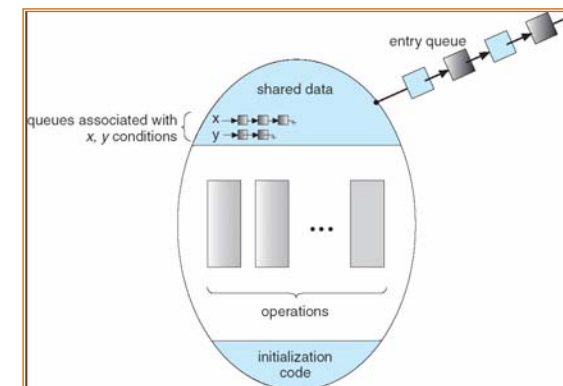 entry queue
shared data
queues associated with
x, y conditions
x
y
operations
initialization
code